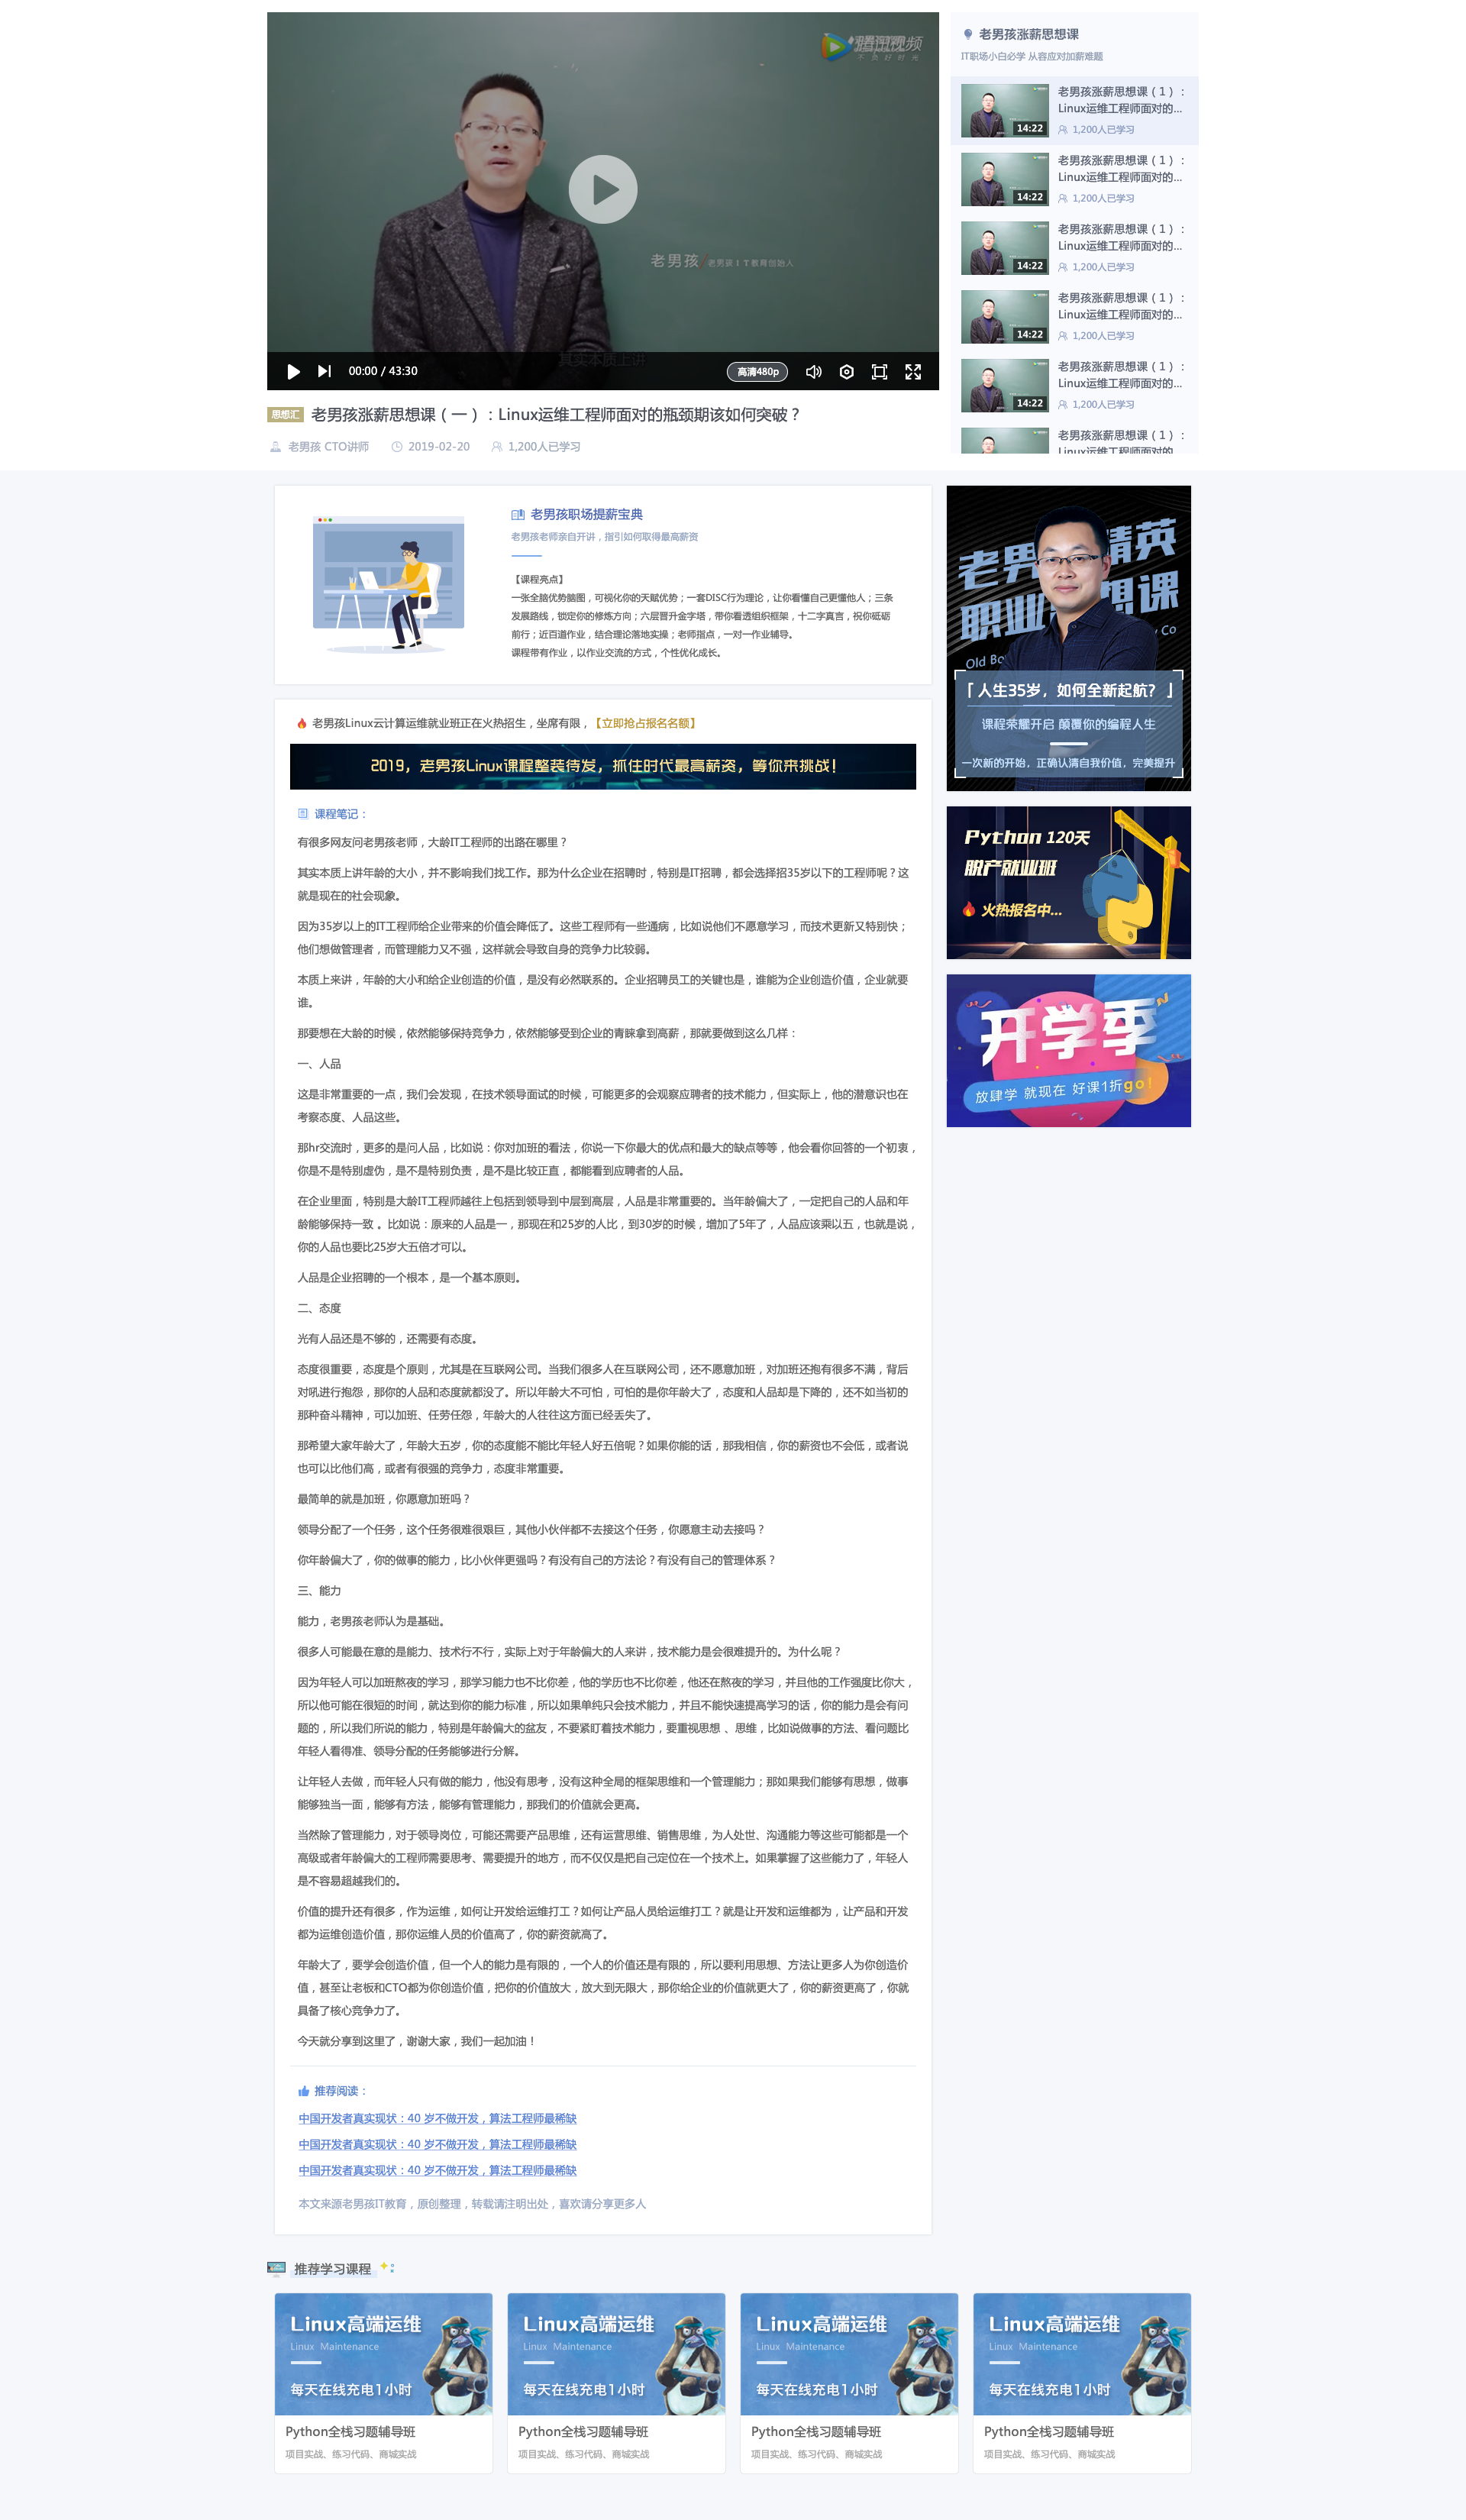 腾讯视频
不负好时光
老男孩/老男孩IT教育创始人
其实本质上讲
00:00 / 43:30
高清480p
思想汇 老男孩涨薪思想课（一）：Linux运维工程师面对的瓶颈期该如何突破？
老男孩 CTO讲师 2019-02-20 1,200人已学习
老男孩涨薪思想课
IT职场小白必学 从容应对加薪难题
14:22
老男孩涨薪思想课（1）：
Linux运维工程师面对的...
1,200人已学习
14:22
老男孩涨薪思想课（1）：
Linux运维工程师面对的...
1,200人已学习
14:22
老男孩涨薪思想课（1）：
Linux运维工程师面对的...
1,200人已学习
14:22
老男孩涨薪思想课（1）：
Linux运维工程师面对的...
1,200人已学习
14:22
老男孩涨薪思想课（1）：
Linux运维工程师面对的...
1,200人已学习
老男孩涨薪思想课（1）：
Linux运维工程师面对的
老男孩职场提薪宝典
老男孩老师亲自开讲，指引如何取得最高薪资
【课程亮点】
一张全脑优势脑图，可视化你的天赋优势；一套DISC行为理论，让你看懂自己更懂他人；三条
发展路线，锁定你的修炼方向；六层晋升金字塔，带你看透组织框架，十二字真言，祝你砥砺
前行；近百道作业，结合理论落地实操；老师指点，一对一作业辅导。
课程带有作业，以作业交流的方式，个性优化成长。
老男孩Linux云计算运维就业班正在火热招生，坐席有限，【立即抢占报名名额】
2019，老男孩Linux课程整装待发，抓住时代最高薪资，等你来挑战！
课程笔记：
有很多网友问老男孩老师，大龄IT工程师的出路在哪里？
其实本质上讲年龄的大小，并不影响我们找工作。那为什么企业在招聘时，特别是IT招聘，都会选择招35岁以下的工程师呢？这
就是现在的社会现象。
因为35岁以上的IT工程师给企业带来的价值会降低了。这些工程师有一些通病，比如说他们不愿意学习，而技术更新又特别快；
他们想做管理者，而管理能力又不强，这样就会导致自身的竞争力比较弱。
本质上来讲，年龄的大小和给企业创造的价值，是没有必然联系的。企业招聘员工的关键也是，谁能为企业创造价值，企业就要
谁。
那要想在大龄的时候，依然能够保持竞争力，依然能够受到企业的青睐拿到高薪，那就要做到这么几样：
一、人品
这是非常重要的一点，我们会发现，在技术领导面试的时候，可能更多的会观察应聘者的技术能力，但实际上，他的潜意识也在
考察态度、人品这些。
那hr交流时，更多的是问人品，比如说：你对加班的看法，你说一下你最大的优点和最大的缺点等等，他会看你回答的一个初衷，
你是不是特别虚伪，是不是特别负责，是不是比较正直，都能看到应聘者的人品。
在企业里面，特别是大龄IT工程师越往上包括到领导到中层到高层，人品是非常重要的。当年龄偏大了，一定把自己的人品和年
龄能够保持一致 。比如说：原来的人品是一，那现在和25岁的人比，到30岁的时候，增加了5年了，人品应该乘以五，也就是说，
你的人品也要比25岁大五倍才可以。
人品是企业招聘的一个根本，是一个基本原则。
二、态度
光有人品还是不够的，还需要有态度。
态度很重要，态度是个原则，尤其是在互联网公司。当我们很多人在互联网公司，还不愿意加班，对加班还抱有很多不满，背后
对吼进行抱怨，那你的人品和态度就都没了。所以年龄大不可怕，可怕的是你年龄大了，态度和人品却是下降的，还不如当初的
那种奋斗精神，可以加班、任劳任怨，年龄大的人往往这方面已经丢失了。
那希望大家年龄大了，年龄大五岁，你的态度能不能比年轻人好五倍呢？如果你能的话，那我相信，你的薪资也不会低，或者说
也可以比他们高，或者有很强的竞争力，态度非常重要。
最简单的就是加班，你愿意加班吗？
领导分配了一个任务，这个任务很难很艰巨，其他小伙伴都不去接这个任务，你愿意主动去接吗？
你年龄偏大了，你的做事的能力，比小伙伴更强吗？有没有自己的方法论？有没有自己的管理体系？
三、能力
能力，老男孩老师认为是基础。
很多人可能最在意的是能力、技术行不行，实际上对于年龄偏大的人来讲，技术能力是会很难提升的。为什么呢？
因为年轻人可以加班熬夜的学习，那学习能力也不比你差，他的学历也不比你差，他还在熬夜的学习，并且他的工作强度比你大，
所以他可能在很短的时间，就达到你的能力标准，所以如果单纯只会技术能力，并且不能快速提高学习的话，你的能力是会有问
题的，所以我们所说的能力，特别是年龄偏大的盆友，不要紧盯着技术能力，要重视思想 、思维，比如说做事的方法、看问题比
年轻人看得准、领导分配的任务能够进行分解。
让年轻人去做，而年轻人只有做的能力，他没有思考，没有这种全局的框架思维和一个管理能力；那如果我们能够有思想，做事
能够独当一面，能够有方法，能够有管理能力，那我们的价值就会更高。
当然除了管理能力，对于领导岗位，可能还需要产品思维，还有运营思维、销售思维，为人处世、沟通能力等这些可能都是一个
高级或者年龄偏大的工程师需要思考、需要提升的地方，而不仅仅是把自己定位在一个技术上。如果掌握了这些能力了，年轻人
是不容易超越我们的。
价值的提升还有很多，作为运维，如何让开发给运维打工？如何让产品人员给运维打工？就是让开发和运维都为，让产品和开发
都为运维创造价值，那你运维人员的价值高了，你的薪资就高了。
年龄大了，要学会创造价值，但一个人的能力是有限的，一个人的价值还是有限的，所以要利用思想、方法让更多人为你创造价
值，甚至让老板和CTO都为你创造价值，把你的价值放大，放大到无限大，那你给企业的价值就更大了，你的薪资更高了，你就
具备了核心竞争力了。
今天就分享到这里了，谢谢大家，我们一起加油！
推荐阅读：
中国开发者真实现状：40 岁不做开发，算法工程师最稀缺
中国开发者真实现状：40 岁不做开发，算法工程师最稀缺
中国开发者真实现状：40 岁不做开发，算法工程师最稀缺
本文来源老男孩IT教育，原创整理，转载请注明出处，喜欢请分享更多人
老男 精英
职业 想课
Old Bo y Co
「人生35岁，如何全新起航？」
课程荣耀开启 颠覆你的编程人生
一次新的开始，正确认清自我价值，完美提升
Python 120天
脱产就业班
火热报名中...
开学季
放肆学 就现在 好课1折go！
推荐学习课程
Linux高端运维
Linux Maintenance
每天在线充电1小时
Python全栈习题辅导班
项目实战、练习代码、商城实战
Linux高端运维
Linux Maintenance
每天在线充电1小时
Python全栈习题辅导班
项目实战、练习代码、商城实战
Linux高端运维
Linux Maintenance
每天在线充电1小时
Python全栈习题辅导班
项目实战、练习代码、商城实战
Linux高端运维
Linux Maintenance
每天在线充电1小时
Python全栈习题辅导班
项目实战、练习代码、商城实战